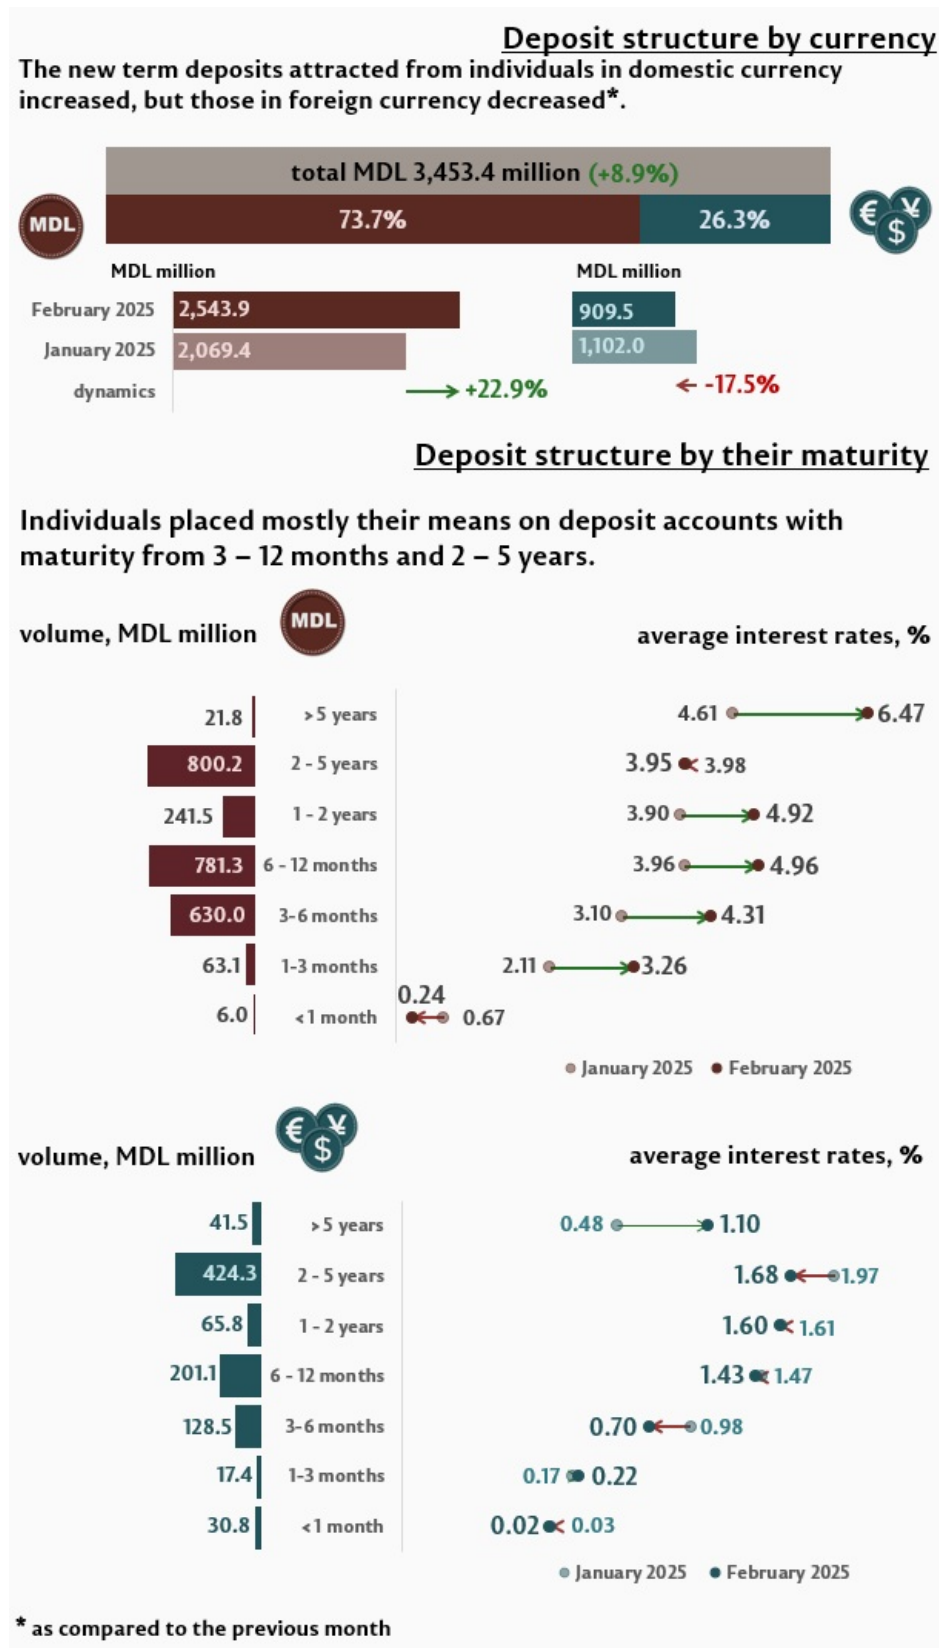 Deposit structure by currency
The new term deposits attracted from individuals in domestic currency
increased, but those in foreign currency decreased*.
total MDL 3,453.4 million (+8.9%)
MDL 73.7% 26.3% € ¥ $
MDL million MDL million
February 2025 2,543.9 909.5
January 2025 2,069.4 1,102.0
dynamics +22.9% -17.5%
Deposit structure by their maturity
Individuals placed mostly their means on deposit accounts with
maturity from 3 – 12 months and 2 – 5 years.
volume, MDL million MDL average interest rates, %
21.8 >5 years 4.61 6.47
800.2 2 - 5 years 3.95 3.98
241.5 1 - 2 years 3.90 4.92
781.3 6 - 12 months 3.96 4.96
630.0 3-6 months 3.10 4.31
63.1 1-3 months 2.11 3.26
6.0 <1 month 0.24 0.67
January 2025 February 2025
volume, MDL million € ¥ $ average interest rates, %
41.5 >5 years 0.48 1.10
424.3 2 - 5 years 1.68 1.97
65.8 1 - 2 years 1.60 1.61
201.1 6 - 12 months 1.43 1.47
128.5 3-6 months 0.70 0.98
17.4 1-3 months 0.17 0.22
30.8 <1 month 0.02 0.03
January 2025 February 2025
* as compared to the previous month